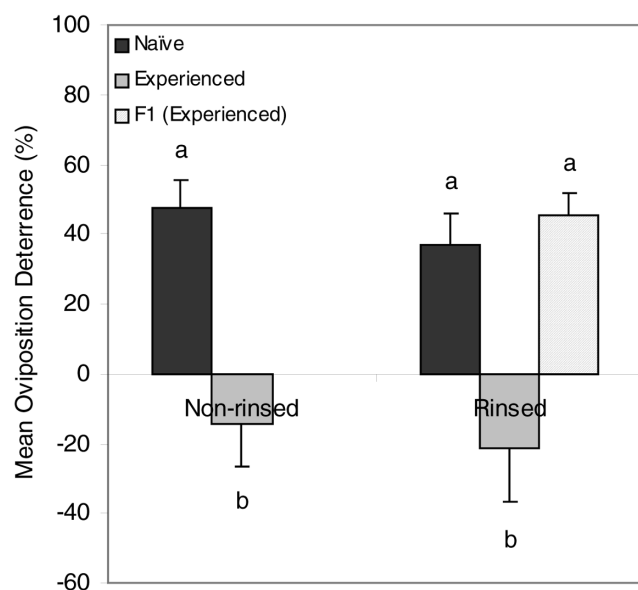 Mean Oviposition Deterrence (%)
100
80
60
40
20
0
-20
-40
-60
Naïve
Experienced
F1 (Experienced)
a
b
a
b
a
Non-rinsed
Rinsed